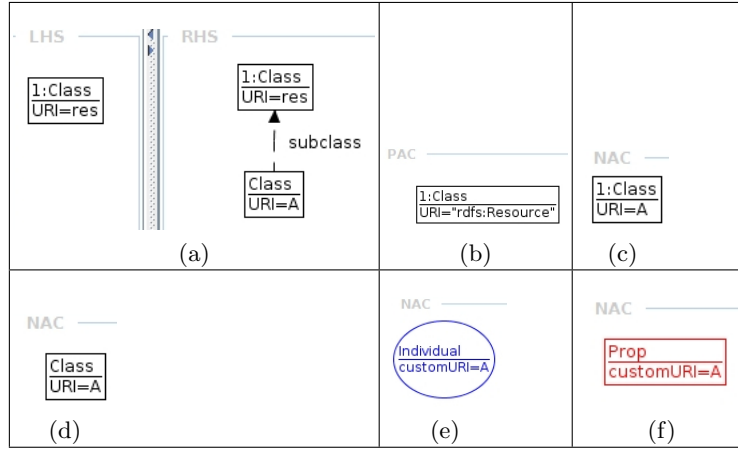 LHS
RHS
1:Class
URI=res
1:Class
URI=res
subclass
Class
URI=A
(a)
PAC
1:Class
URI="rdfs:Resource"
(b)
NAC
1:Class
URI=A
(c)
NAC
Class
URI=A
(d)
NAC
Individual
customURI=A
(e)
NAC
Prop
customURI=A
(f)